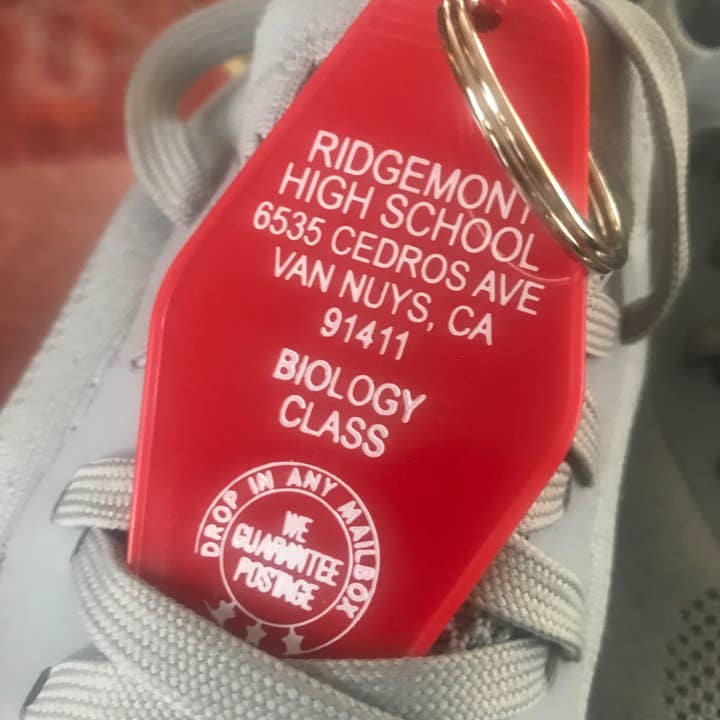 RIDGEMONT
HIGH SCHOOL
6535 CEDROS AVE
VAN NUYS, CA
91411
BIOLOGY
CLASS
DROP IN ANY MAILBOX
WE
GUARANTEE
POSTAGE